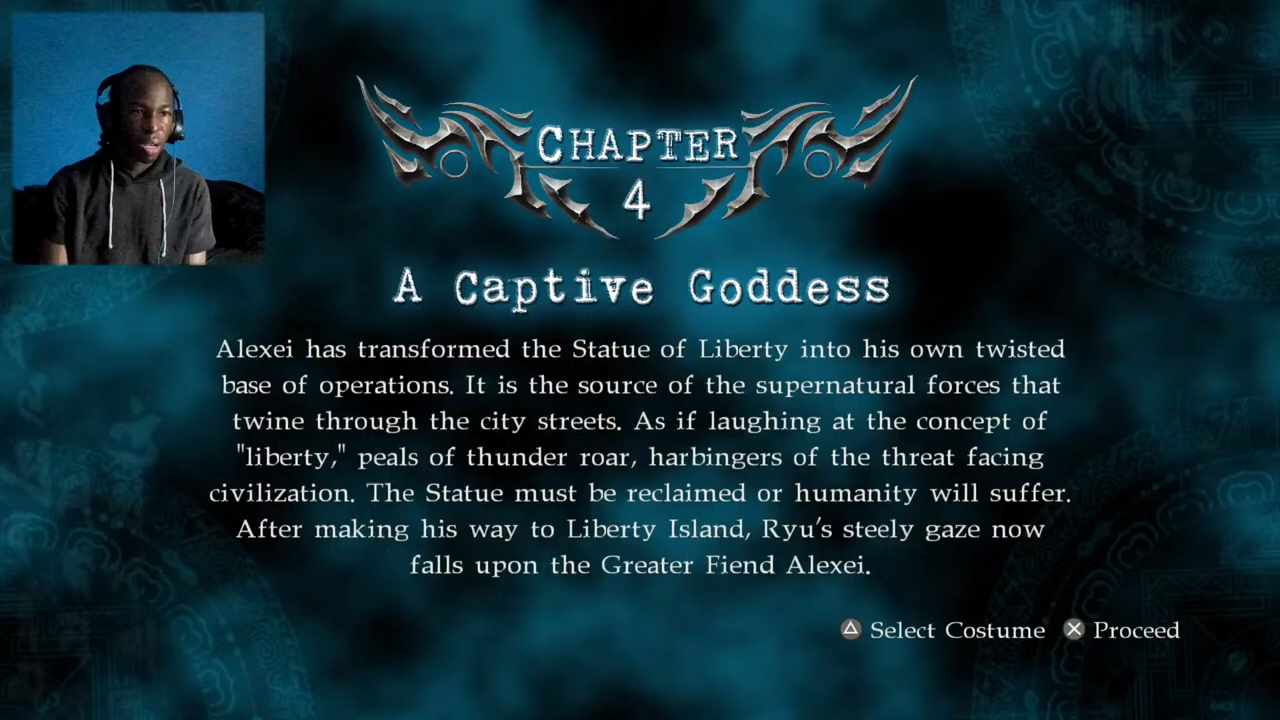 CHAPTER
4
A Captive Goddess
Alexei has transformed the Statue of Liberty into his own twisted
base of operations. It is the source of the supernatural forces that
twine through the city streets. As if laughing at the concept of
"liberty," peals of thunder roar, harbingers of the threat facing
civilization. The Statue must be reclaimed or humanity will suffer.
After making his way to Liberty Island, Ryu's steely gaze now
falls upon the Greater Fiend Alexei.
Select Costume Proceed